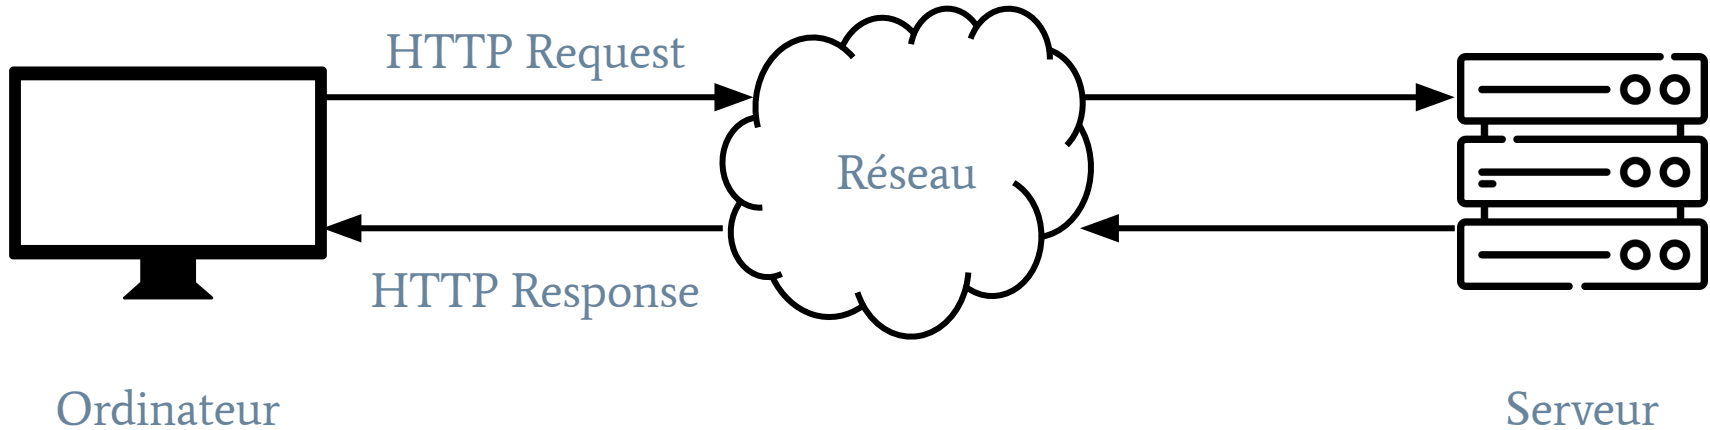 HTTP Request
Réseau
HTTP Response
Ordinateur
Serveur